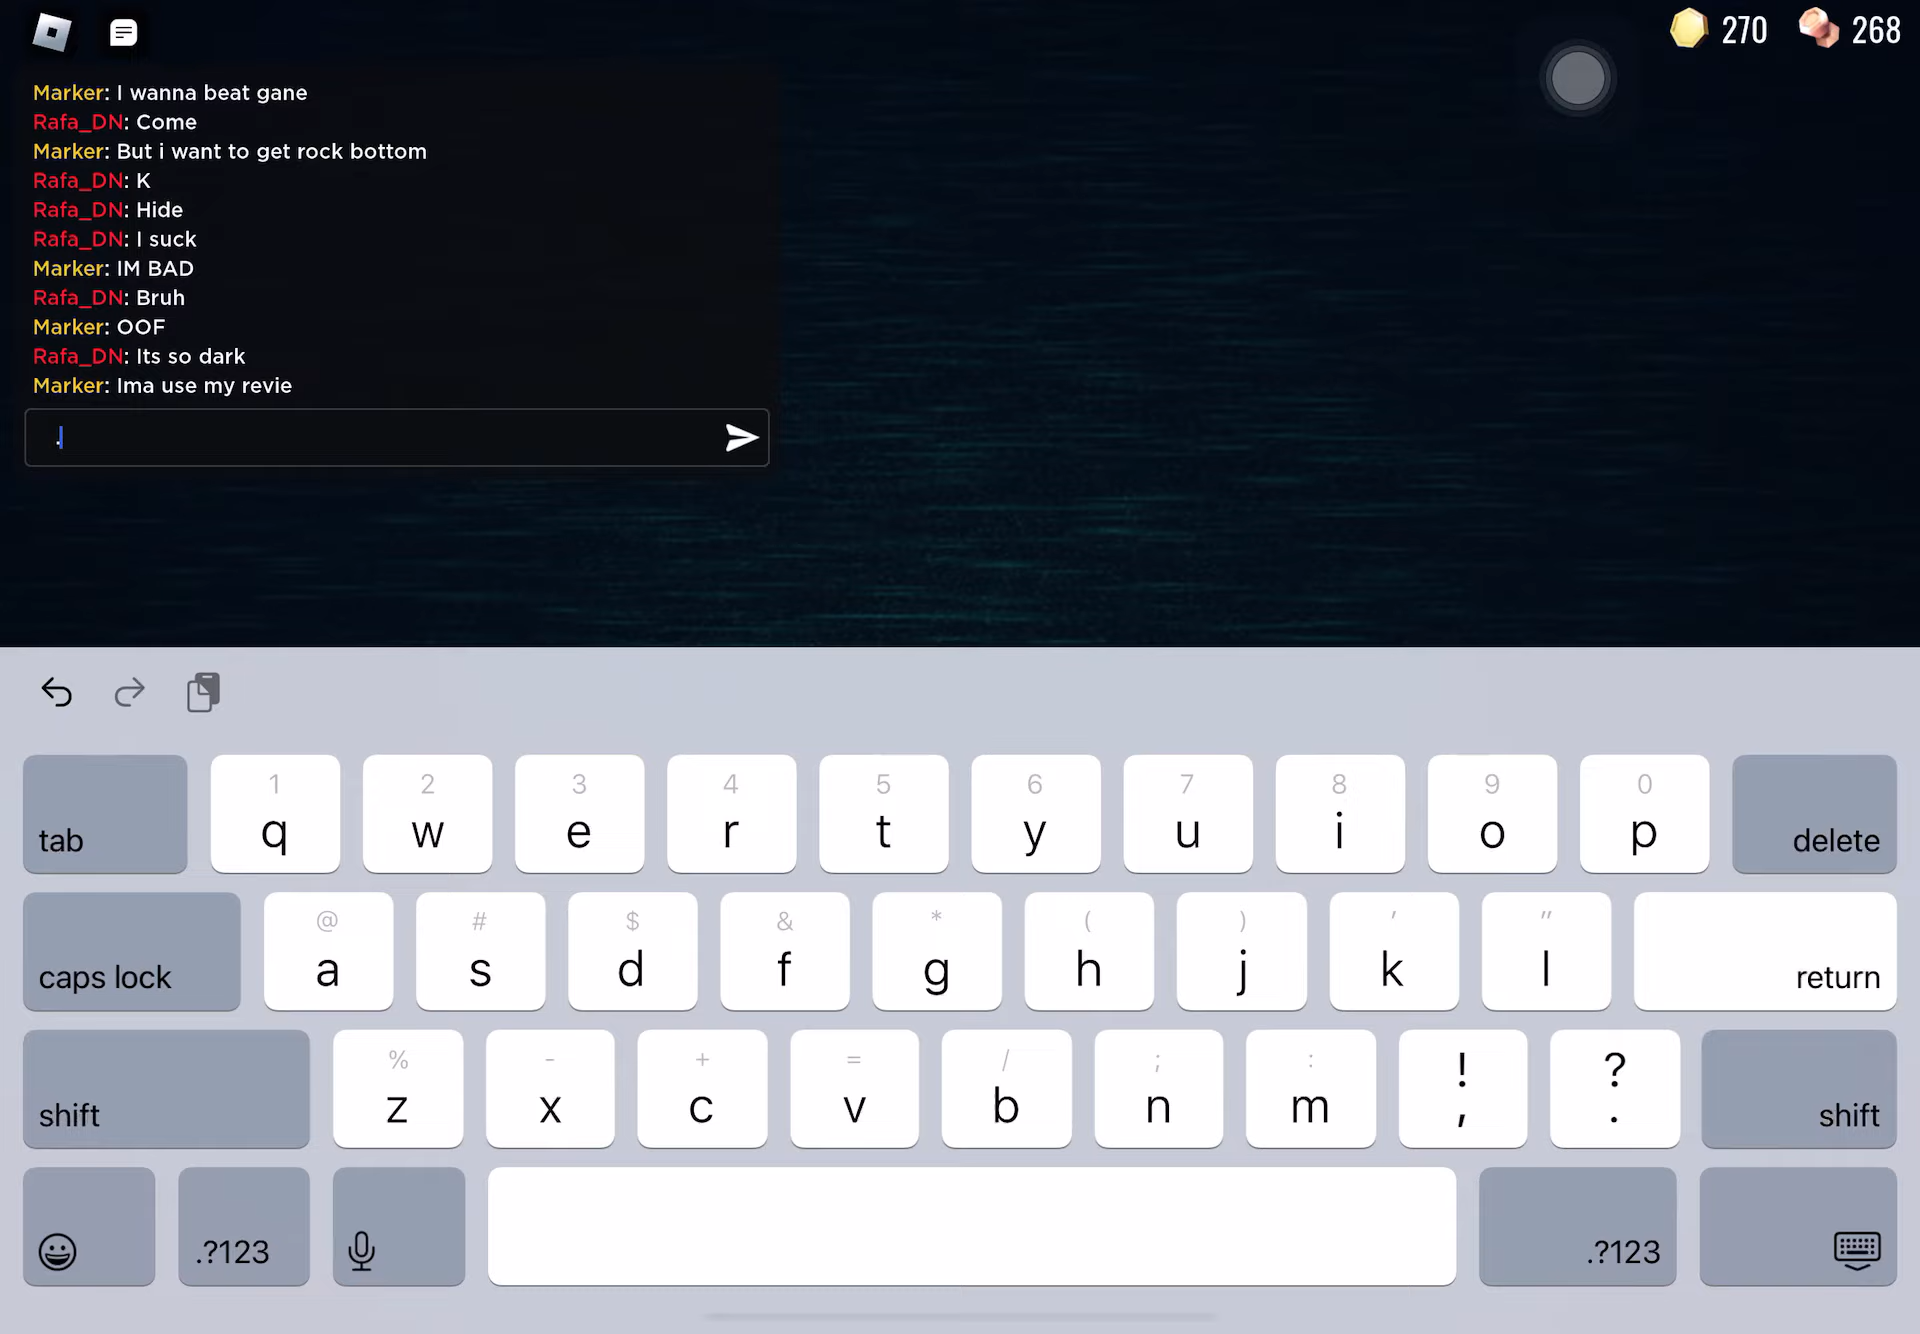 270 268
Marker: I wanna beat gane
Rafa_DN: Come
Marker: But i want to get rock bottom
Rafa_DN: K
Rafa_DN: Hide
Rafa_DN: I suck
Marker: IM BAD
Rafa_DN: Bruh
Marker: OOF
Rafa_DN: Its so dark
Marker: Ima use my revie
.
1 2 3 4 5 6 7 8 9 0
tab q w e r t y u i o p delete
@ # $ & * ( ) ' "
caps lock a s d f g h j k l return
% - + = / ; : ! ?
shift z x c v b n m , . shift
.?123 .?123